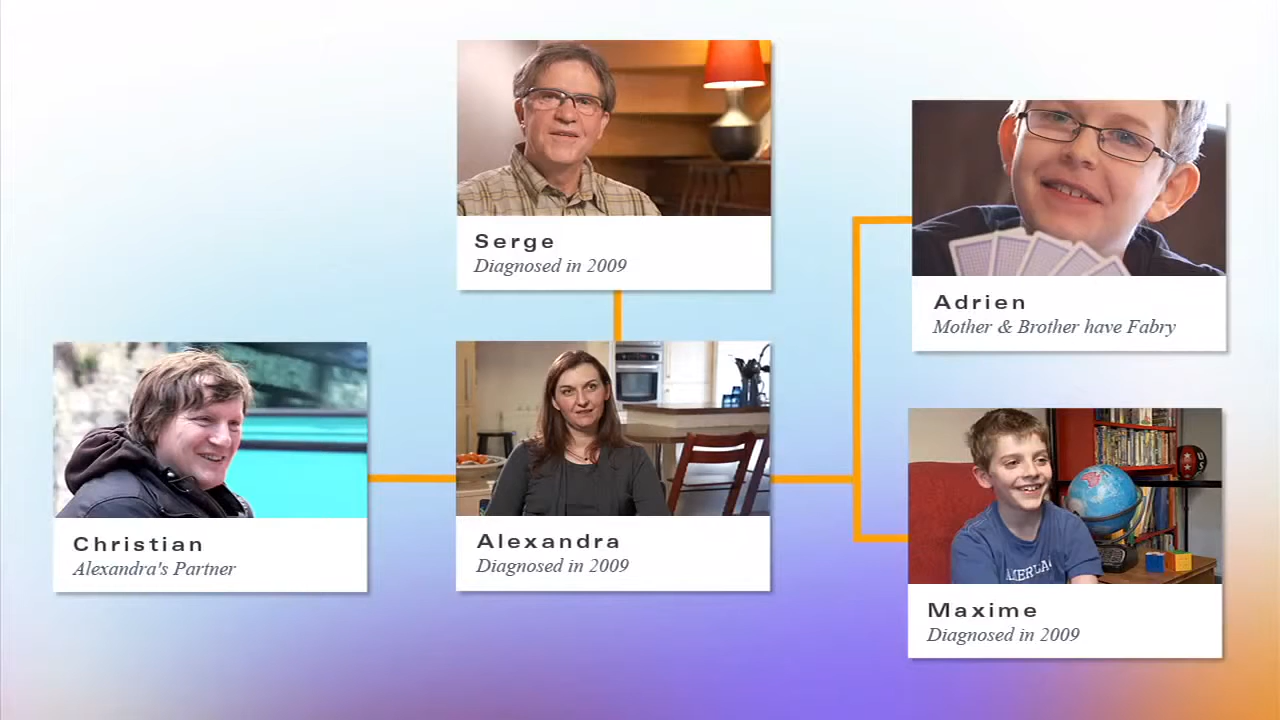 Serge
Diagnosed in 2009
Adrien
Mother & Brother have Fabry
Christian
Alexandra's Partner
Alexandra
Diagnosed in 2009
Maxime
Diagnosed in 2009